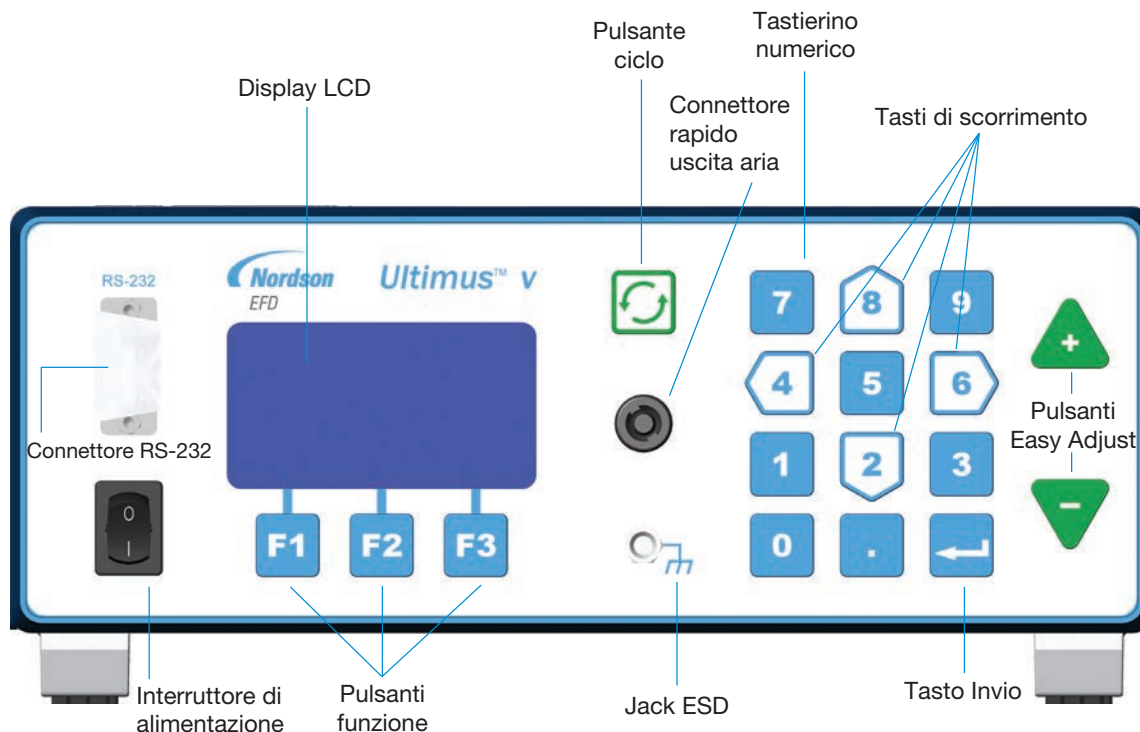 Pulsante
ciclo
Tastierino
numerico
Display LCD
Connettore
rapido
uscita aria
Tasti di scorrimento
RS-232
Nordson
EFD
Ultimus™ V
7 8 9
+
4 5 6
Pulsanti
Easy Adjust
Connettore RS-232
1 2 3
0
I
F1 F2 F3
0 .
−
Interruttore di
alimentazione
Pulsanti
funzione
Jack ESD
Tasto Invio